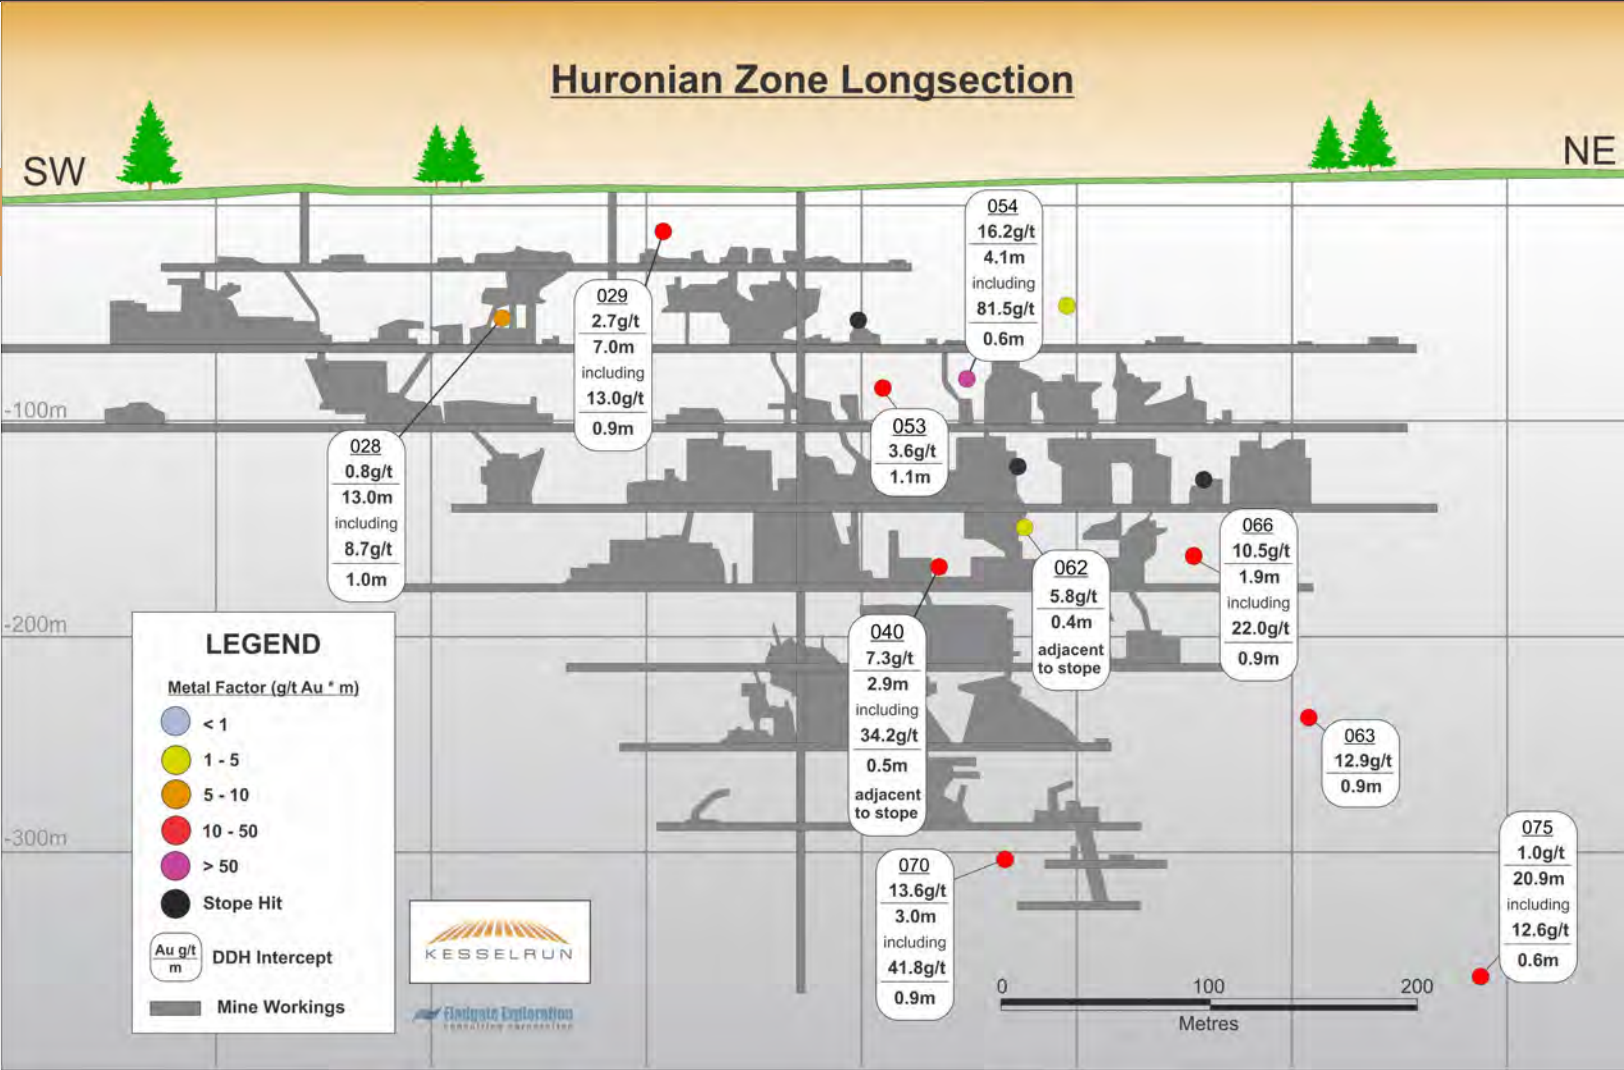 Huronian Zone Longsection
SW
NE
054
16.2g/t
4.1m
including
81.5g/t
0.6m
029
2.7g/t
7.0m
including
13.0g/t
0.9m
-100m
053
3.6g/t
1.1m
028
0.8g/t
13.0m
including
8.7g/t
1.0m
066
10.5g/t
1.9m
including
22.0g/t
0.9m
062
5.8g/t
0.4m
adjacent
to stope
-200m
040
7.3g/t
2.9m
including
34.2g/t
0.5m
adjacent
to stope
063
12.9g/t
0.9m
-300m
075
1.0g/t
20.9m
including
12.6g/t
0.6m
070
13.6g/t
3.0m
including
41.8g/t
0.9m
LEGEND
Metal Factor (g/t Au * m)
< 1
1 - 5
5 - 10
10 - 50
> 50
Stope Hit
Au g/t
m
DDH Intercept
Mine Workings
KESSELRUN
Fladgate Exploration
consulting corporation
0 100 200
Metres